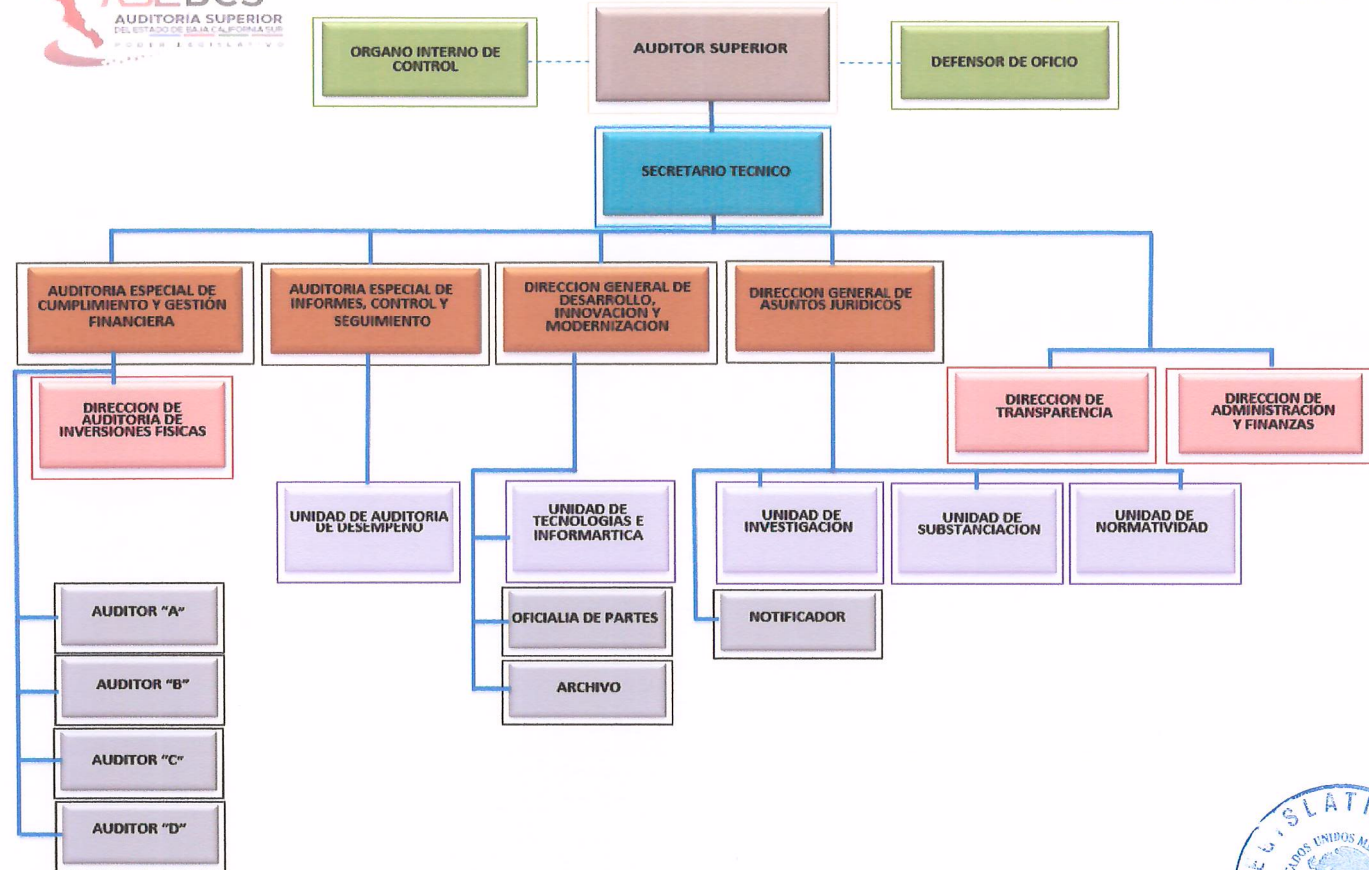 BCS
AUDITORIA SUPERIOR
DEL ESTADO DE BAJA CALIFORNIA SUR
PODER LEGISLATIVO
ORGANO INTERNO DE
CONTROL
AUDITOR SUPERIOR
DEFENSOR DE OFICIO
SECRETARIO TECNICO
AUDITORIA ESPECIAL DE
CUMPLIMIENTO Y GESTIÓN
FINANCIERA
AUDITORIA ESPECIAL DE
INFORMES, CONTROL Y
SEGUIMIENTO
DIRECCION GENERAL DE
DESARROLLO,
INNOVACION Y
MODERNIZACION
DIRECCION GENERAL DE
ASUNTOS JURIDICOS
DIRECCION DE
AUDITORIA DE
INVERSIONES FISICAS
DIRECCION DE
TRANSPARENCIA
DIRECCION DE
ADMINISTRACION
Y FINANZAS
UNIDAD DE AUDITORIA
DE DESEMPEÑO
UNIDAD DE
TECNOLOGIAS E
INFORMARTICA
UNIDAD DE
INVESTIGACION
UNIDAD DE
SUBSTANCIACION
UNIDAD DE
NORMATIVIDAD
AUDITOR "A"
OFICIALIA DE PARTES
NOTIFICADOR
AUDITOR "B"
ARCHIVO
AUDITOR "C"
AUDITOR "D"
UNIDOS